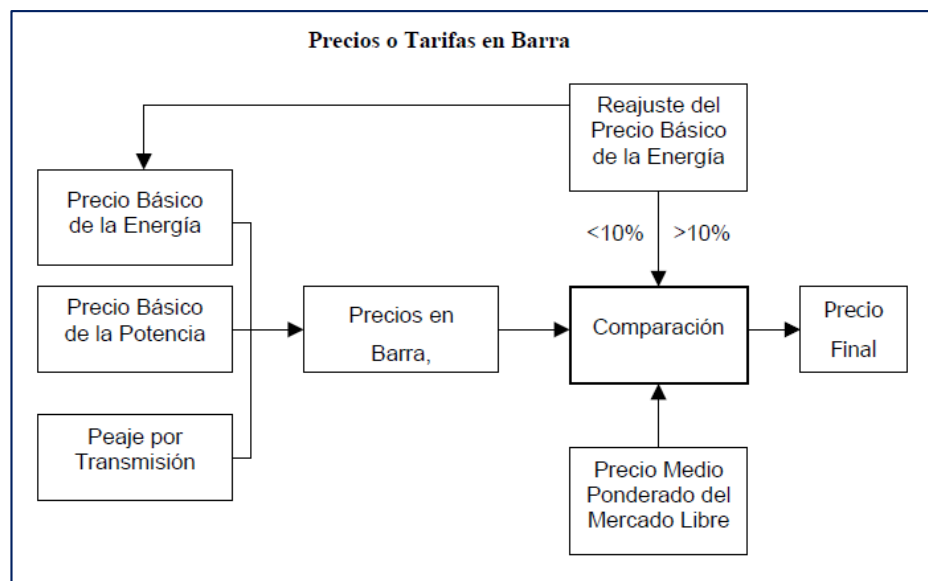 Precios o Tarifas en Barra
Reajuste del
Precio Básico
de la Energía
Precio Básico
de la Energía
<10%
>10%
Precio Básico
de la Potencia
Precios en
Barra,
Comparación
Precio
Final
Peaje por
Transmisión
Precio Medio
Ponderado del
Mercado Libre